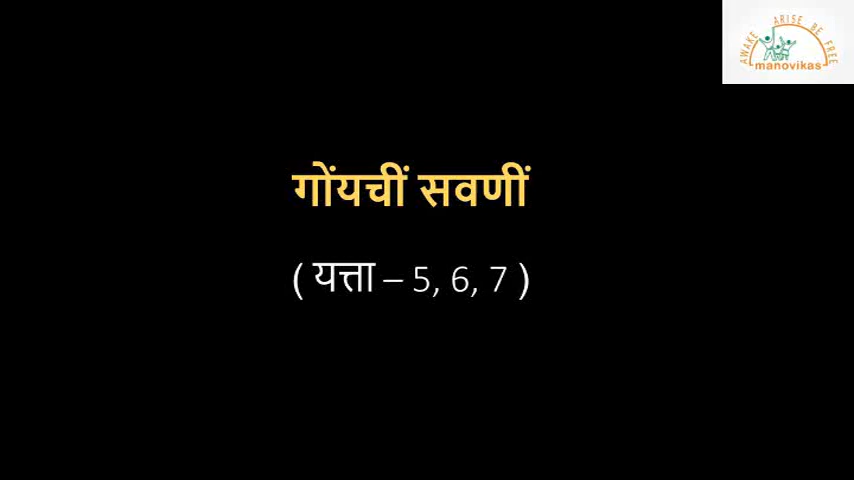 AWAKE ARISE BE FREE
manovikas
गोंयचीं सवणीं
( यत्ता – 5, 6, 7 )